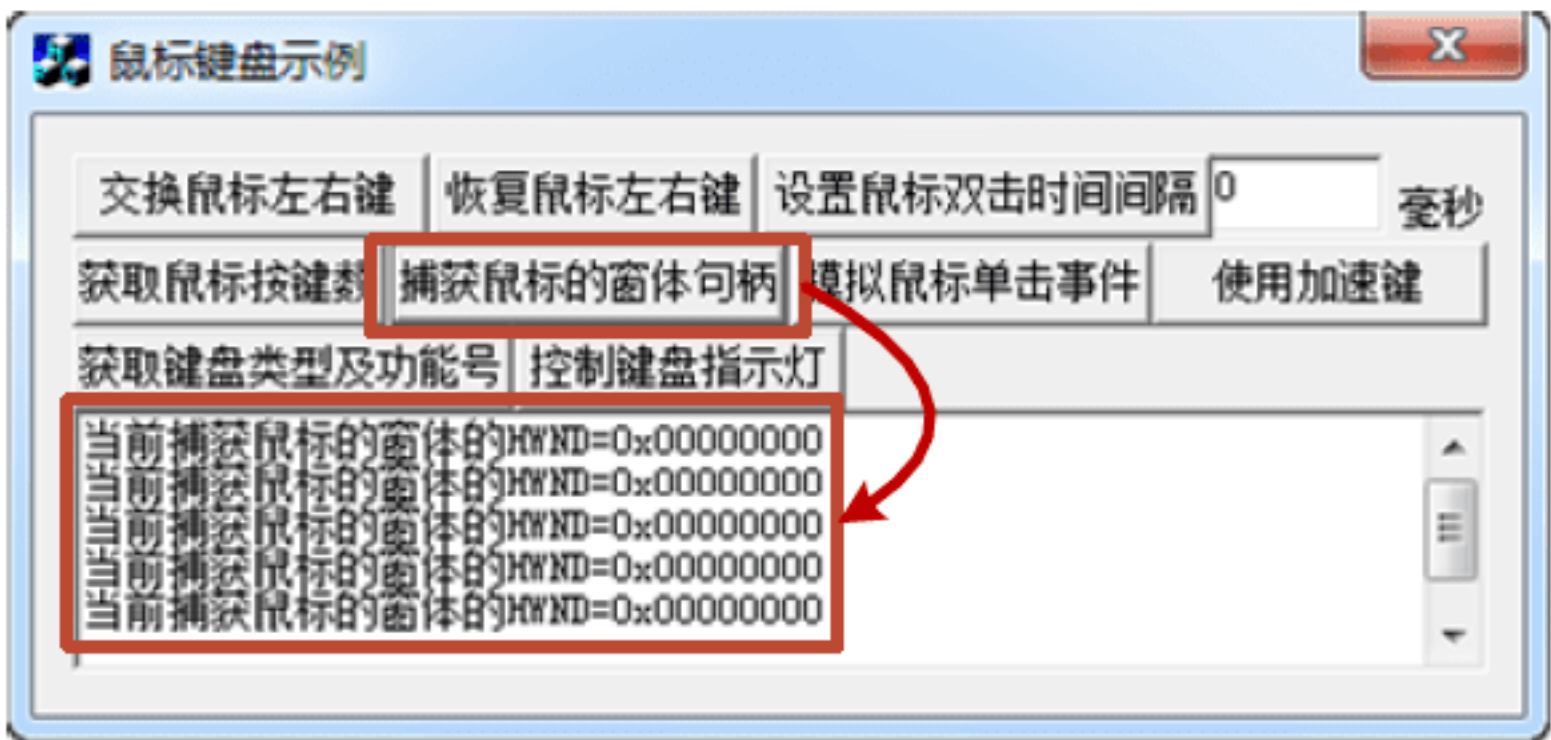 鼠标键盘示例
交换鼠标左右键 恢复鼠标左右键 设置鼠标双击时间间隔 0 毫秒
获取鼠标按键数 捕获鼠标的窗体句柄 模拟鼠标单击事件 使用加速键
获取键盘类型及功能号 控制键盘指示灯
当前捕获鼠标的窗体的HWND=0x00000000
当前捕获鼠标的窗体的HWND=0x00000000
当前捕获鼠标的窗体的HWND=0x00000000
当前捕获鼠标的窗体的HWND=0x00000000
当前捕获鼠标的窗体的HWND=0x00000000